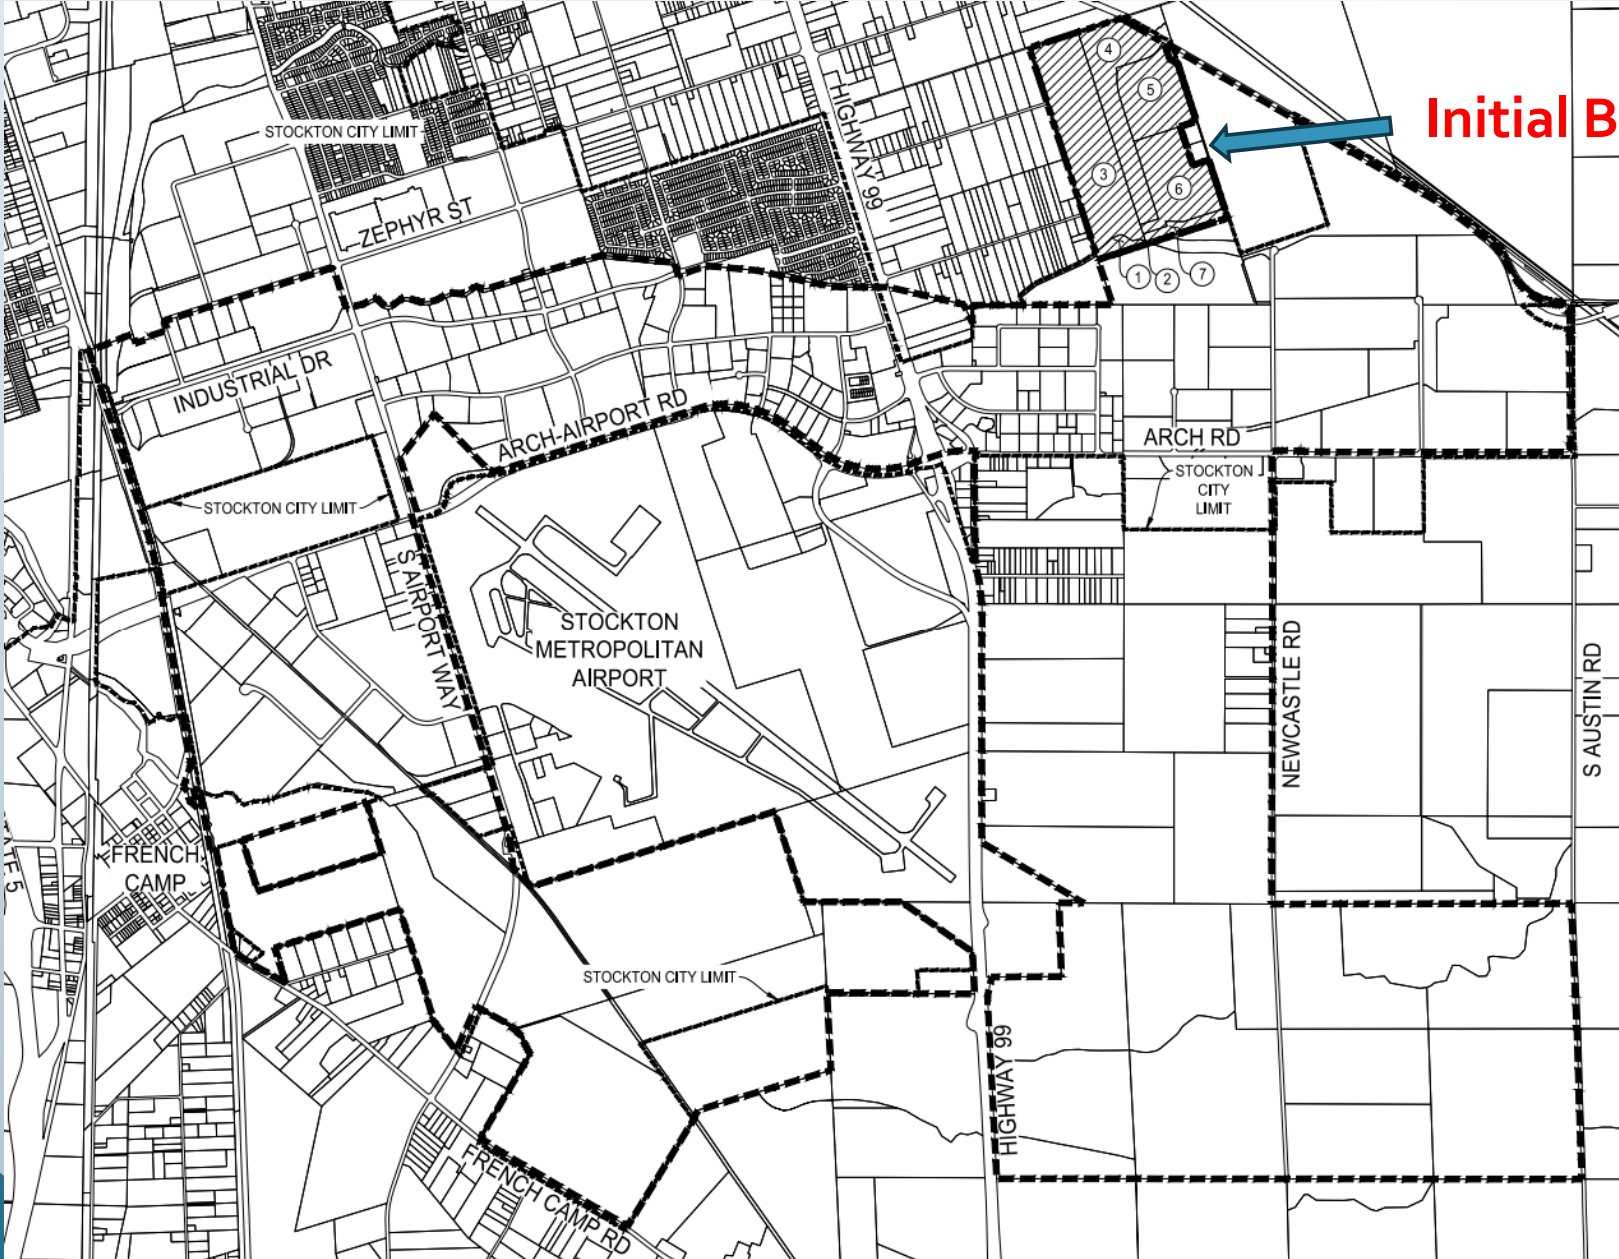 4
5
Initial B
HIGHWAY 99
STOCKTON CITY LIMIT
3
6
ZEPHYR ST
1
2
7
INDUSTRIAL DR
ARCH-AIRPORT RD
ARCH RD
STOCKTON
CITY
LIMIT
STOCKTON CITY LIMIT
S AIRPORT WAY
STOCKTON
METROPOLITAN
AIRPORT
NEWCASTLE RD
S AUSTIN RD
FRENCH
CAMP
STOCKTON CITY LIMIT
HIGHWAY 99
FRENCH CAMP RD